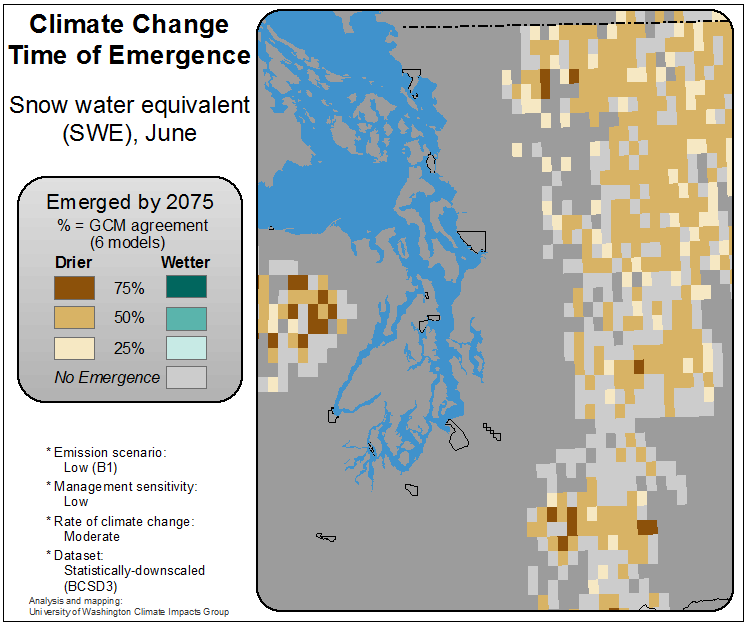 Climate Change
Time of Emergence
Snow water equivalent
(SWE), June
Emerged by 2075
% = GCM agreement
(6 models)
Drier Wetter
75%
50%
25%
No Emergence
* Emission scenario:
Low (B1)
* Management sensitivity:
Low
* Rate of climate change:
Moderate
* Dataset:
Statistically-downscaled
(BCSD3)
Analysis and mapping:
University of Washington Climate Impacts Group